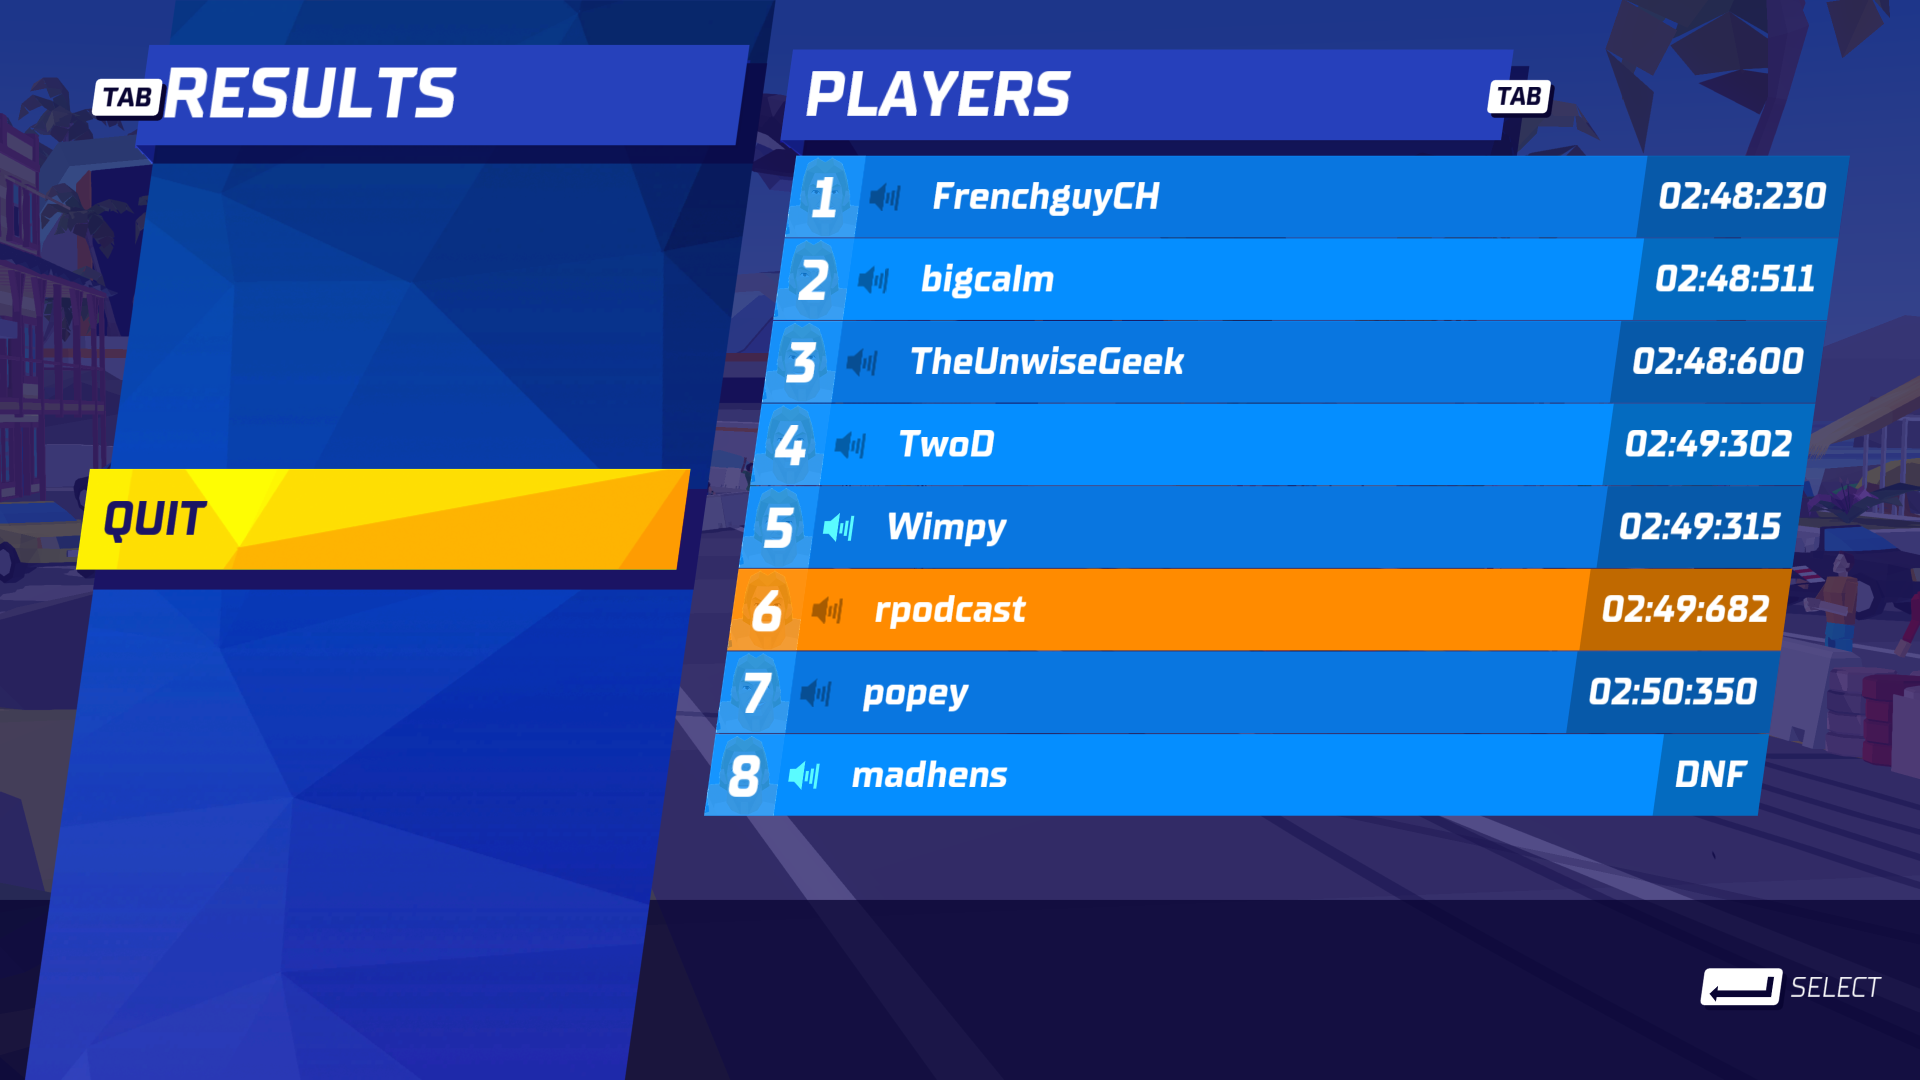 TAB RESULTS
QUIT
PLAYERS TAB
1 FrenchguyCH 02:48:230
2 bigcalm 02:48:511
3 TheUnwiseGeek 02:48:600
4 TwoD 02:49:302
5 Wimpy 02:49:315
6 rpodcast 02:49:682
7 popey 02:50:350
8 madhens DNF
SELECT